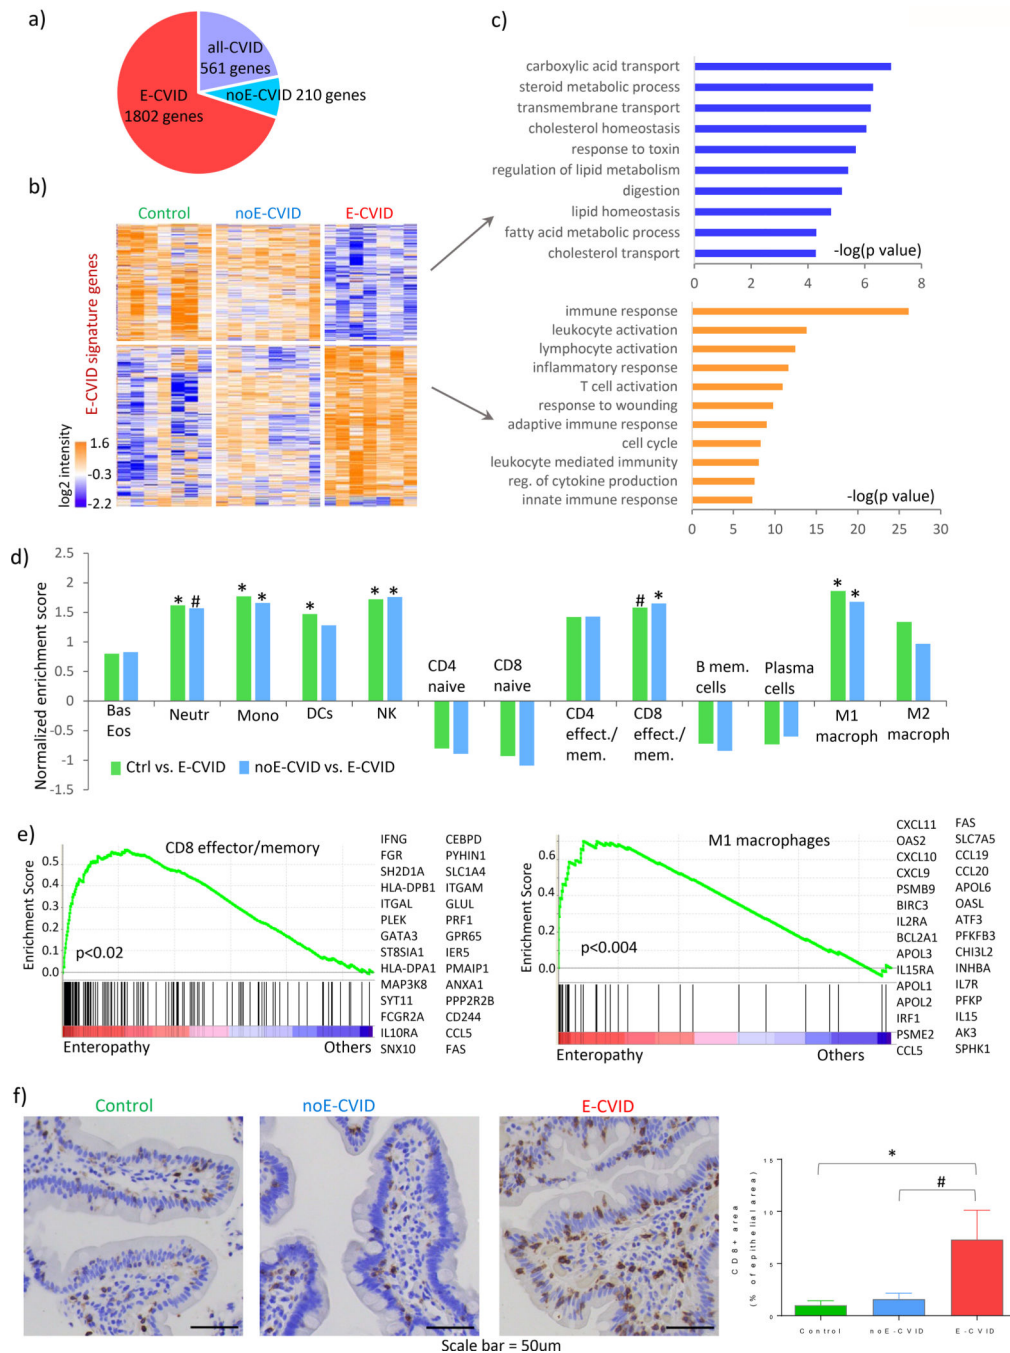 a)
all-CVID
561 genes
E-CVID
1802 genes
noE-CVID 210 genes
b)
Control
noE-CVID
E-CVID
E-CVID signature genes
log2 intensity
1.6
-0.3
-2.2
c)
carboxylic acid transport
steroid metabolic process
transmembrane transport
cholesterol homeostasis
response to toxin
regulation of lipid metabolism
digestion
lipid homeostasis
fatty acid metabolic process
cholesterol transport
-log(p value)
0 2 4 6 8
immune response
leukocyte activation
lymphocyte activation
inflammatory response
T cell activation
response to wounding
adaptive immune response
cell cycle
leukocyte mediated immunity
reg. of cytokine production
innate immune response
-log(p value)
0 5 10 15 20 25 30
d)
Normalized enrichment score
2.5
2
1.5
1
0.5
0
-0.5
-1
-1.5
* #
* *
*
* *
# *
* *
Bas
Eos
Neutr
Mono
DCs
NK
CD4
naive
CD8
naive
CD4
effect./
mem.
CD8
effect./
mem.
B mem.
cells
Plasma
cells
M1
macroph
M2
macroph
Ctrl vs. E-CVID
noE-CVID vs. E-CVID
e)
CD8 effector/memory
Enrichment Score
0.5
0.4
0.3
0.2
0.1
0.0
p<0.02
Enteropathy
Others
IFNG CEBPD
FGR PYHIN1
SH2D1A SLC1A4
HLA-DPB1 ITGAM
ITGAL GLUL
PLEK PRF1
GATA3 GPR65
ST8SIA1 IER5
HLA-DPA1 PMAIP1
MAP3K8 ANXA1
SYT11 PPP2R2B
FCGR2A CD244
IL10RA CCL5
SNX10 FAS
M1 macrophages
Enrichment Score
0.6
0.4
0.2
0.0
p<0.004
Enteropathy
Others
CXCL11 FAS
OAS2 SLC7A5
CXCL10 CCL19
CXCL9 CCL20
PSMB9 APOL6
BIRC3 OASL
IL2RA ATF3
BCL2A1 PFKFB3
APOL3 CHI3L2
IL15RA INHBA
APOL1 IL7R
APOL2 PFKP
IRF1 IL15
PSME2 AK3
CCL5 SPHK1
f)
Control
noE-CVID
E-CVID
Scale bar = 50um
CD8+ area
(% of epithelial area)
15
10
5
0
*
#
Control
noE-CVID
E-CVID